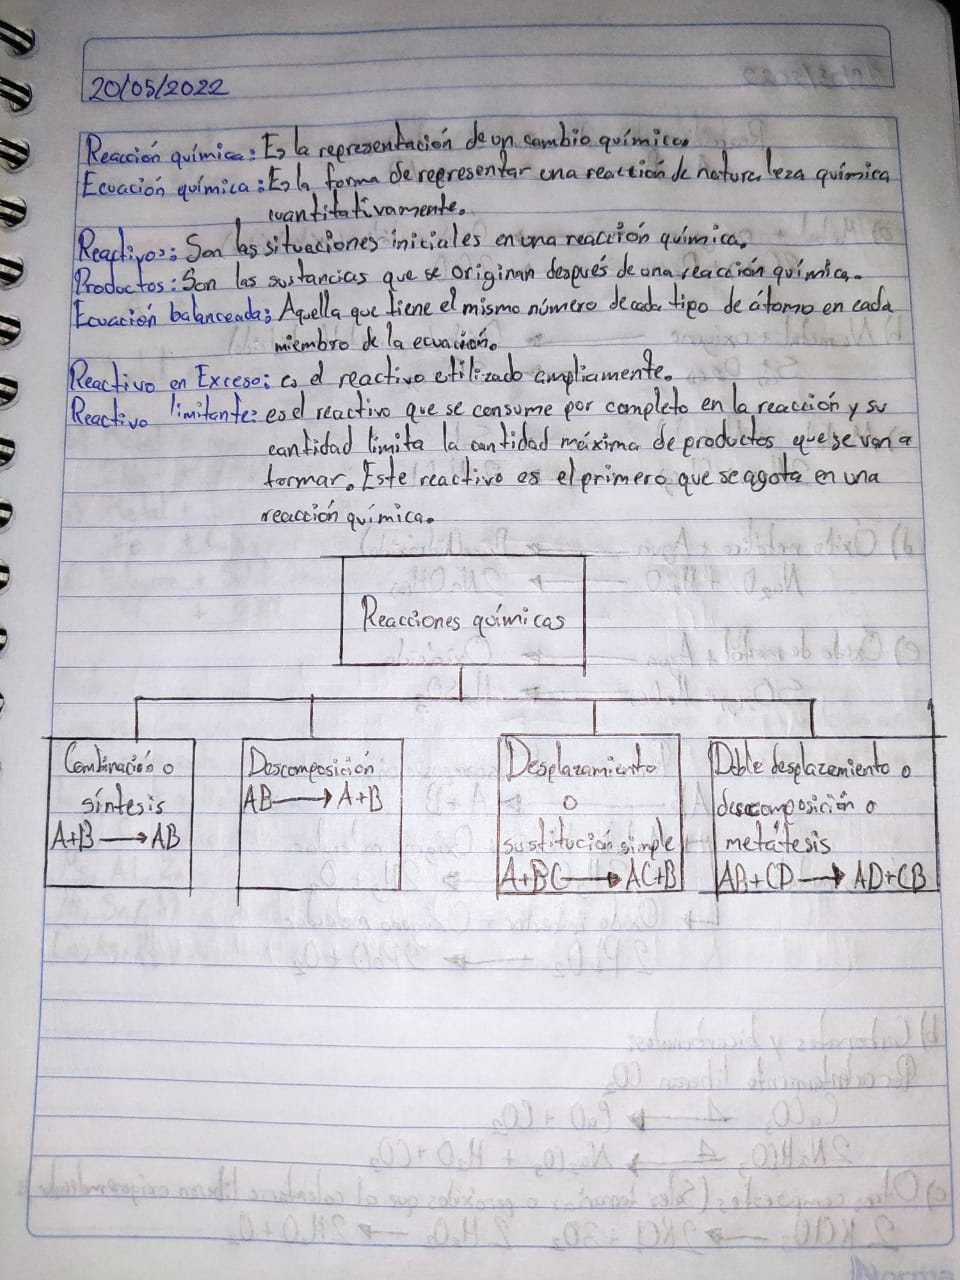 20/05/2022
Reacción química: Es la representación de un cambio químico.
Ecuación química: Es la forma de representar una reacción de naturaleza química
cuantitativamente.
Reactivos: Son las situaciones iniciales en una reacción química.
Productos: Son las sustancias que se originan después de una reacción química.
Ecuación balanceada: Aquella que tiene el mismo número de cada tipo de átomo en cada
miembro de la ecuación.
Reactivo en Exceso: es el reactivo utilizado ampliamente.
Reactivo limitante: es el reactivo que se consume por completo en la reacción y su
cantidad limita la cantidad máxima de productos que se van a
formar. Este reactivo es el primero que se agota en una
reacción química.
Reacciones químicas
Combinación o
síntesis
A+B → AB
Descomposición
AB → A+B
Desplazamiento
o
sustitución simple
A+BC → AC+B
Doble desplazamiento o
descomposición o
metátesis
AB+CD → AD+CB